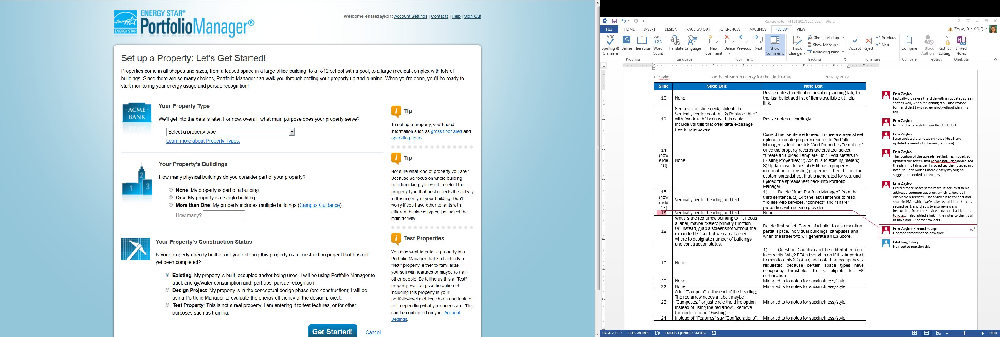 ENERGY STAR®
PortfolioManager®
energy
ENERGY STAR
Welcome ekatezayko1: Account Settings | Contacts | Help | Sign Out
Set up a Property: Let's Get Started!
Properties come in all shapes and sizes, from a leased space in a large office building, to a K-12 school with a pool, to a large medical complex with lots of
buildings. Since there are so many choices, Portfolio Manager can walk you through getting your property up and running. When you're done, you'll be ready to
start monitoring your energy usage and pursue recognition!
ACME
BANK
Your Property Type
We'll get into the details later. For now, overall, what main purpose does your property serve?
Select a property type
Learn more about Property Types.
1 2 3
Your Property's Buildings
How many physical buildings do you consider part of your property?
None: My property is part of a building
One: My property is a single building
More than One: My property includes multiple buildings (Campus Guidance)
How many?
Your Property's Construction Status
Is your property already built or are you entering this property as a construction project that has not
yet been completed?
Existing: My property is built, occupied and/or being used. I will be using Portfolio Manager to
track energy/water consumption and, perhaps, pursue recognition.
Design Project: My property is in the conceptual design phase (pre-construction); I will be
using Portfolio Manager to evaluate the energy efficiency of the design project.
Test Property: This is not a real property. I am entering it to test features, or for other
purposes such as training.
Get Started! Cancel
Tip
To set up a property, you'll need
information such as gross floor area and
operating hours.
Tip
Not sure what kind of property you are?
Because we focus on whole building
benchmarking, you want to select the
property type that best reflects the activity
in the majority of your building. Don't
worry if you have other tenants with
different business types, just select the
main activity.
Test Properties
You may want to enter a property into
Portfolio Manager that isn't actually a
"real" property, either to familiarize
yourself with features or maybe to train
other people. By telling us this a "Test"
property, we can give the option of
including this property in your
portfolio-level metrics, charts and table or
not, depending what your needs are. This
can be configured on your Account
Settings.
Revisions to PM 101 20170620.docx - Word
FILE HOME INSERT DESIGN PAGE LAYOUT REFERENCES MAILINGS REVIEW VIEW
Zayko, Erin K (US)
Spelling & Grammar
Define
Thesaurus
Word Count
Translate
Language
New Comment
Delete
Previous
Next
Show Comments
Track Changes
Simple Markup
Show Markup
Reviewing Pane
Accept
Reject
Previous
Next
Compare
Block Authors
Restrict Editing
Linked Notes
Proofing Language Comments Tracking Changes Compare Protect OneNote
E. Zayko Lockheed Martin Energy for the Clark Group 30 May 2017
Slide Slide Edit Note Edit
10
None.
Revise notes to reflect removal of planning tab; To
the last bullet add list of items available at help
link.
12
See revision slide deck, slide 4: 1)
Vertically center content; 2) Replace “hire”
with “work with” because this could
include utilities that offer data exchange
free to rate payers.
Revise notes accordingly.
14
(now
slide
16)
None.
Correct first sentence to read, To use a spreadsheet
upload to create property records in Portfolio
Manager, select the link “Add Properties Template.”
Once the property records are created, select
“Create an Upload Template” to 1) Add Meters to
Existing Properties; 2) Add bills to existing meters;
3) Update use details; 4) Edit basic property
information for existing properties. Then, fill out the
custom spreadsheet that is generated for you, and
upload the spreadsheet back into Portfolio
Manager.
15
(now
slide
17)
Vertically center heading and text.
1) Delete “from Portfolio Manager” from the
third sentence. 2) Edit the last sentence to read,
“To use web services, “connect” and “share”
properties with service provider
16 Vertically center heading and text. None.
18
What is the red arrow pointing to? It needs
a label, maybe “Select primary function.”
Or, instead, grab a screenshot without the
expanded list so that we can also see
where to designate number of buildings
and construction status.
Delete first bullet. Correct 4th bullet to also mention
partial space, individual buildings, campuses and
when the latter two will generate an ES Score.
19
None.
1) Question: Country can’t be edited if entered
incorrectly. Why? EPA’s thoughts on if it is important
to mention this? 2) Also, add note that occupancy is
requested because certain space types have
occupancy thresholds to be eligible for ES
certification.
20 None. Minor edits to notes for succinctness/style.
22 None. Minor edits to notes for succinctness/style.
23
Add “(Campus)” at the end of the heading;
The red arrow needs a label, maybe
“Campuses,” or just circle the third option
instead of using the red arrow. Remove
the circle around “Existing”.
Minor edits to notes for succinctness/style.
24 Instead of “Features” say “Configurations”. Minor edits to notes for succinctness/style.
Erin Zayko
I actually did revise this slide with an updated screen
shot as well, without planning tab. I also revised
former slide 11 with screenshot without planning
tab.
Erin Zayko
Instead, I used a slide from the stock deck
Erin Zayko
I also updated the notes on new slide 15 and
updated screenshot (planning tab issue).
Erin Zayko
The location of the spreadsheet link has moved, so I
updated the screen shot accordingly..also addressed
the planning tab issue. I also edited the notes again,
because upon looking more closely my original
suggestion needed corrections.
Erin Zayko
I edited these notes some more. It occurred to me
address a common question, which is, how do I
enable web services. The answer is to connect and
share in PM—which we’ve always said, but there’s a
second part, and that is to also review any
instructions from the service provider. I added this
tonotes. I also added a link in the notes to the list of
utilities and 3rd party providers.
Erin Zayko 3 minutes ago
Updated screenshot on new slide 19.
Glatting, Stacy
No need to mention this
PAGE 2 OF 3 1115 WORDS ENGLISH (UNITED STATES) 100%